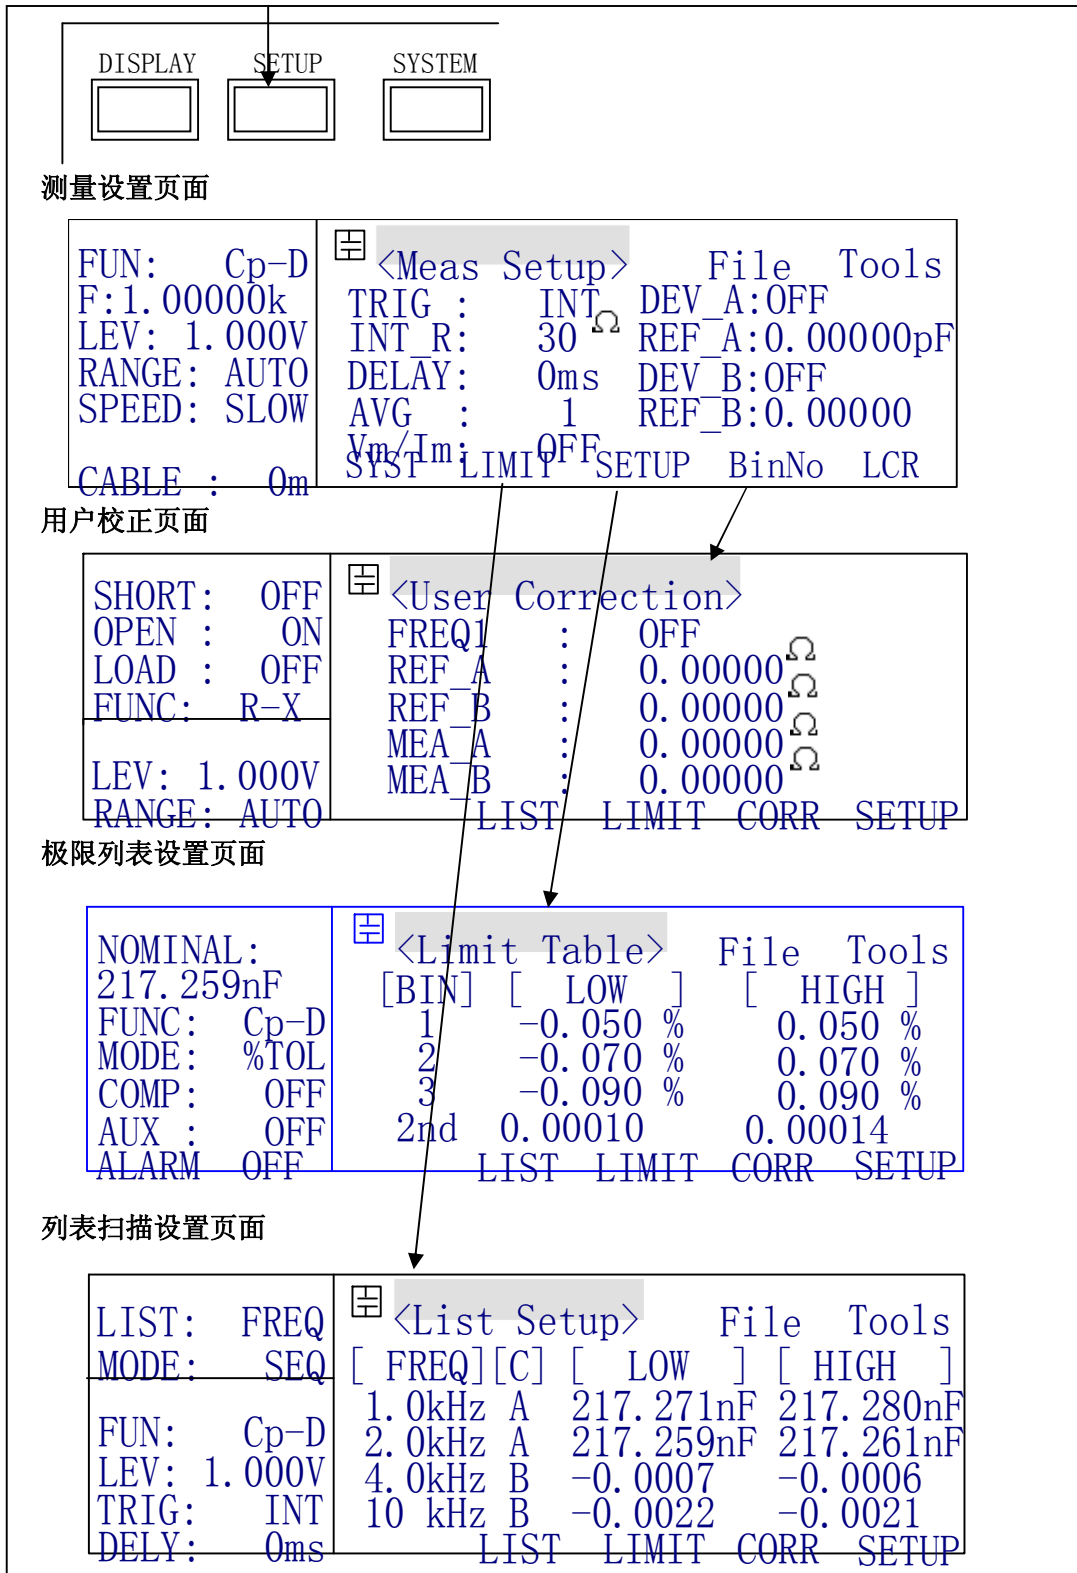 DISPLAY SETUP SYSTEM
测量设置页面
FUN: Cp-D
F:1.00000k
LEV: 1.000V
RANGE: AUTO
SPEED: SLOW
CABLE : 0m
<Meas Setup> File Tools
TRIG : INT DEV_A:OFF
INT_R: 30 Ω REF_A:0.00000pF
DELAY: 0ms DEV_B:OFF
AVG : 1 REF_B:0.00000
Vm/Im: OFF
SYST LIMIT SETUP BinNo LCR
用户校正页面
SHORT: OFF
OPEN : ON
LOAD : OFF
FUNC: R-X
LEV: 1.000V
RANGE: AUTO
<User Correction>
FREQ1 : OFF
REF_A : 0.00000 Ω
REF_B : 0.00000 Ω
MEA_A : 0.00000 Ω
MEA_B : 0.00000 Ω
LIST LIMIT CORR SETUP
极限列表设置页面
NOMINAL:
217.259nF
FUNC: Cp-D
MODE: %TOL
COMP: OFF
AUX : OFF
ALARM OFF
<Limit Table> File Tools
[BIN] [ LOW ] [ HIGH ]
1 -0.050 % 0.050 %
2 -0.070 % 0.070 %
3 -0.090 % 0.090 %
2nd 0.00010 0.00014
LIST LIMIT CORR SETUP
列表扫描设置页面
LIST: FREQ
MODE: SEQ
FUN: Cp-D
LEV: 1.000V
TRIG: INT
DELY: 0ms
<List Setup> File Tools
[ FREQ][C] [ LOW ] [ HIGH ]
1.0kHz A 217.271nF 217.280nF
2.0kHz A 217.259nF 217.261nF
4.0kHz B -0.0007 -0.0006
10 kHz B -0.0022 -0.0021
LIST LIMIT CORR SETUP